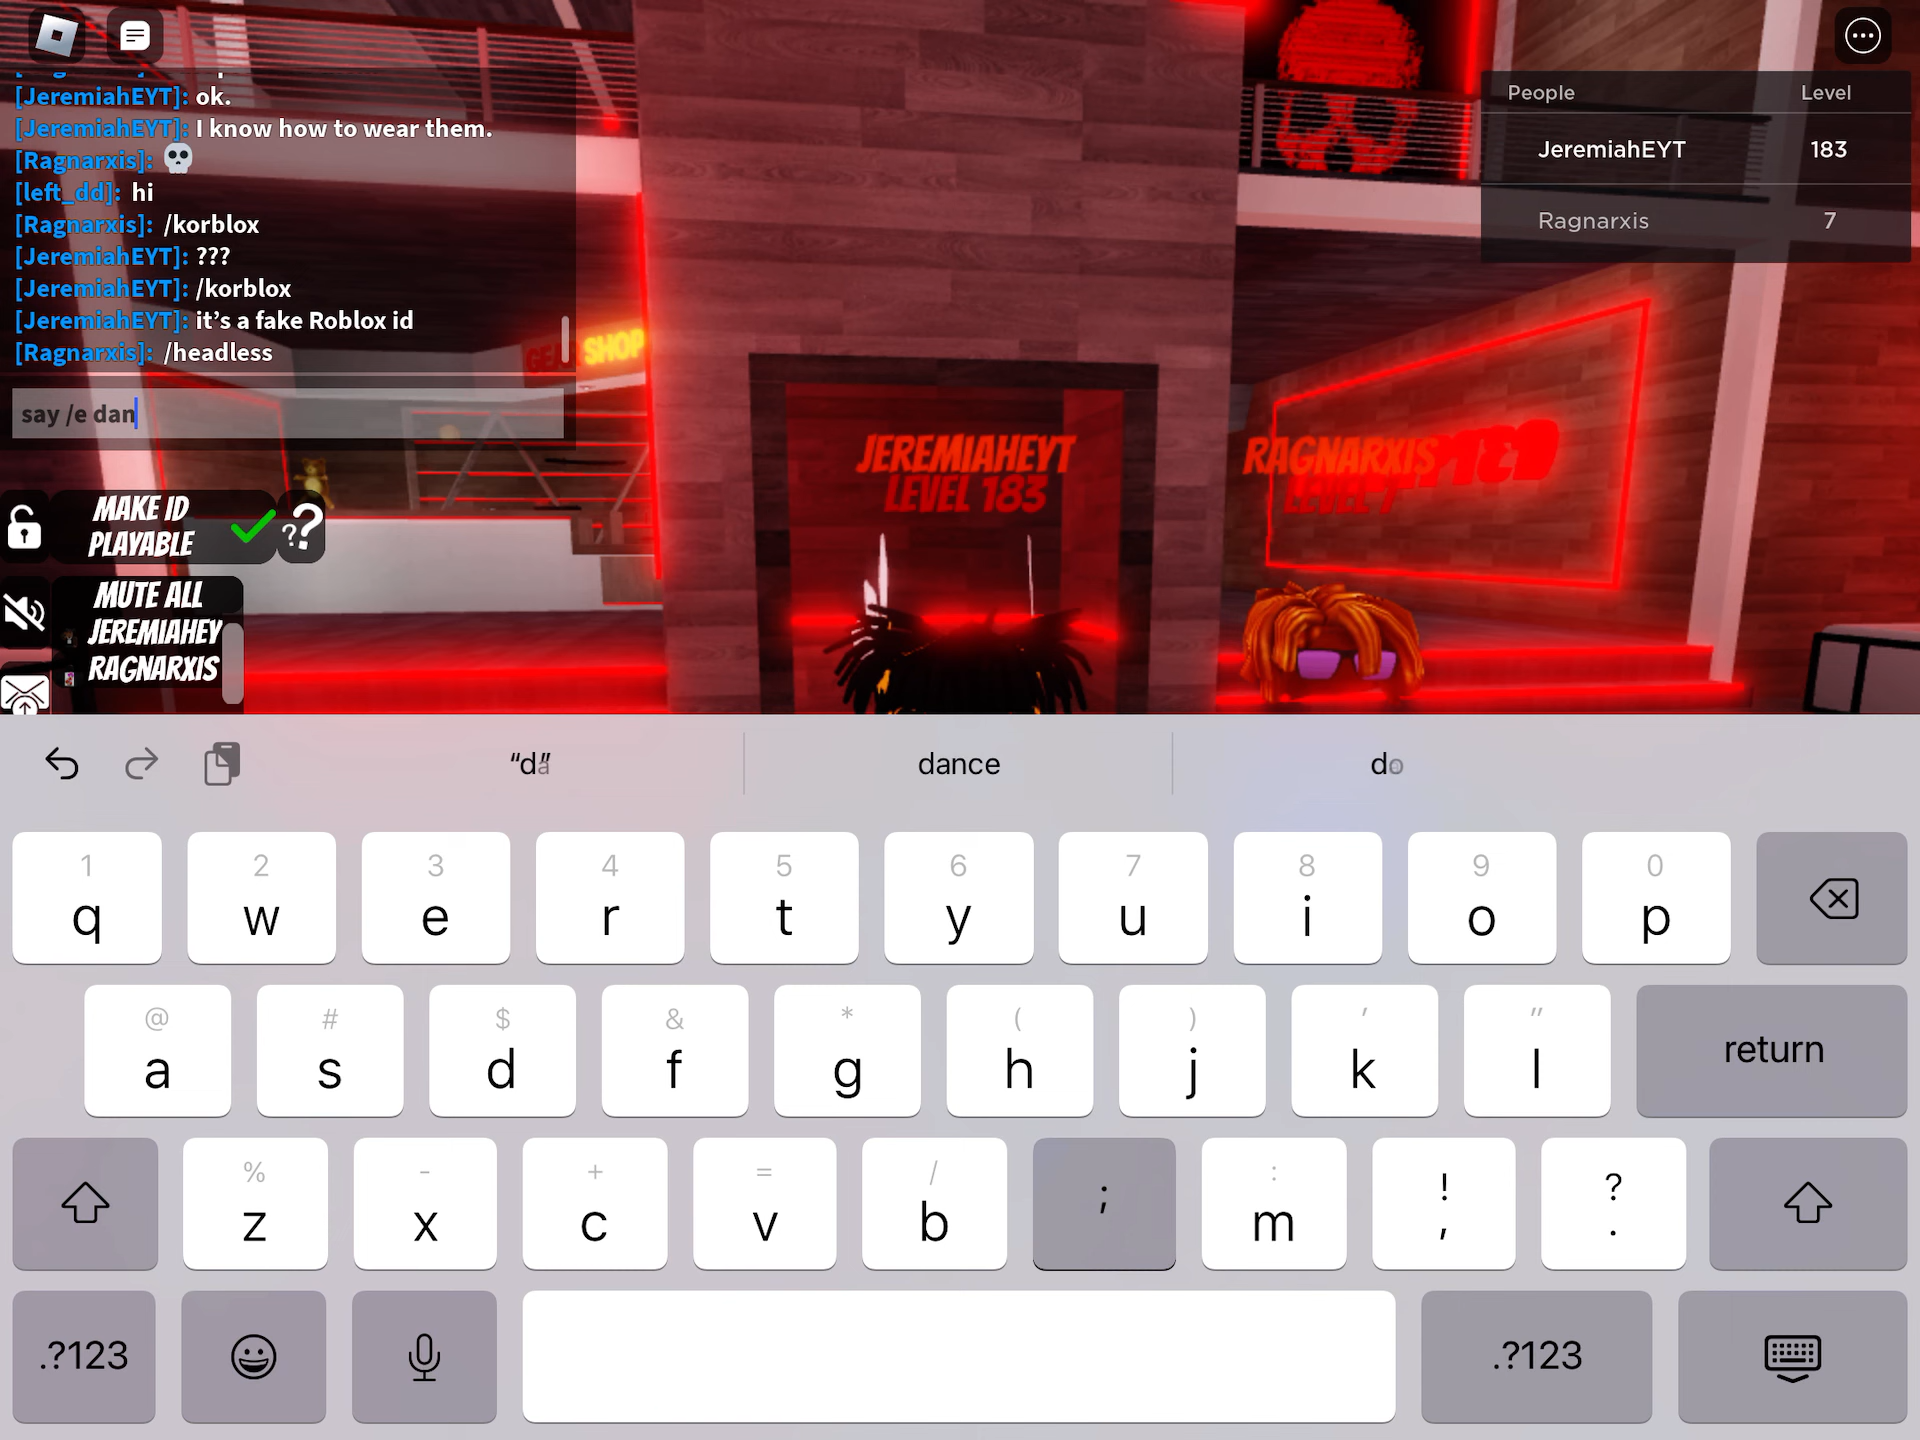 [JeremiahEYT]: ok.
[JeremiahEYT]: I know how to wear them.
[Ragnarxis]: 💀
[left_dd]: hi
[Ragnarxis]: /korblox
[JeremiahEYT]: ???
[JeremiahEYT]: /korblox
[JeremiahEYT]: it’s a fake Roblox id
[Ragnarxis]: /headless
say /e dan
People Level
JeremiahEYT 183
Ragnarxis 7
GEAR SHOP
JEREMIAHEYT
LEVEL 183
RAGNARXIS
LEVEL 7
MAKE ID
PLAYABLE
??
MUTE ALL
JEREMIAHEY
RAGNARXIS
dance
1 2 3 4 5 6 7 8 9 0
q w e r t y u i o p
@ # $ & * ( ) ' "
a s d f g h j k l return
% - + = / ; : ! ?
z x c v b m , .
.?123 .?123